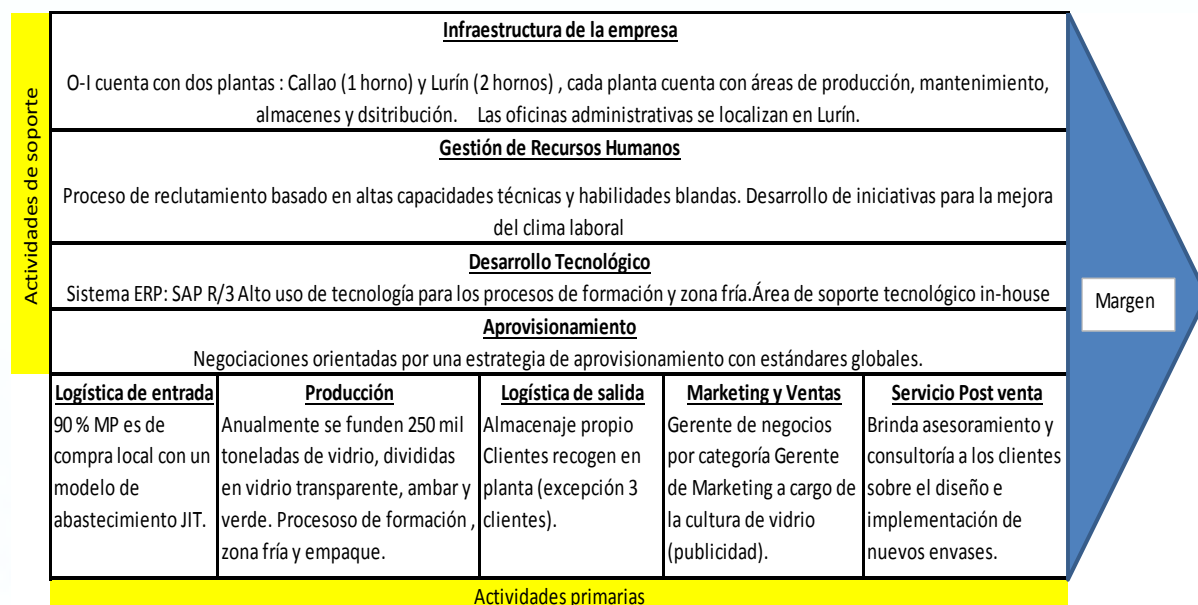 Actividades de soporte
Infraestructura de la empresa
O-I cuenta con dos plantas : Callao (1 horno) y Lurín (2 hornos) , cada planta cuenta con áreas de producción, mantenimiento,
almacenes y dsitribución. Las oficinas administrativas se localizan en Lurín.
Gestión de Recursos Humanos
Proceso de reclutamiento basado en altas capacidades técnicas y habilidades blandas. Desarrollo de iniciativas para la mejora
del clima laboral
Desarrollo Tecnológico
Sistema ERP: SAP R/3 Alto uso de tecnología para los procesos de formación y zona fría.Área de soporte tecnológico in-house
Aprovisionamiento
Negociaciones orientadas por una estrategia de aprovisionamiento con estándares globales.
Logística de entrada
90 % MP es de
compra local con un
modelo de
abastecimiento JIT.
Producción
Anualmente se funden 250 mil
toneladas de vidrio, divididas
en vidrio transparente, ambar y
verde. Procesoso de formación ,
zona fría y empaque.
Logística de salida
Almacenaje propio
Clientes recogen en
planta (excepción 3
clientes).
Marketing y Ventas
Gerente de negocios
por categoría Gerente
de Marketing a cargo de
la cultura de vidrio
(publicidad).
Servicio Post venta
Brinda asesoramiento y
consultoría a los clientes
sobre el diseño e
implementación de
nuevos envases.
Margen
Actividades primarias